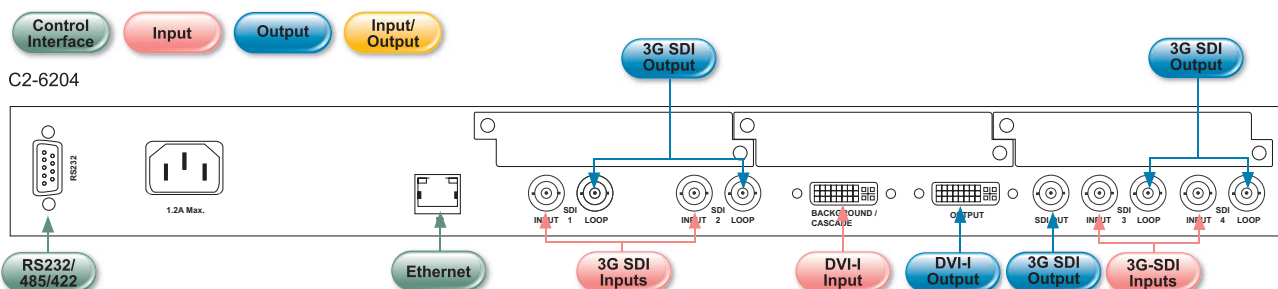 Control
Interface
Input
Output
Input/
Output
3G SDI
Output
3G SDI
Output
C2-6204
RS232
1.2A Max.
INPUT
SDI
1
LOOP
INPUT
SDI
2
LOOP
BACKGROUND /
CASCADE
OUTPUT
SDI OUT
INPUT
SDI
3
LOOP
INPUT
SDI
4
LOOP
RS232/
485/422
Ethernet
3G SDI
Inputs
DVI-I
Input
DVI-I
Output
3G SDI
Output
3G-SDI
Inputs